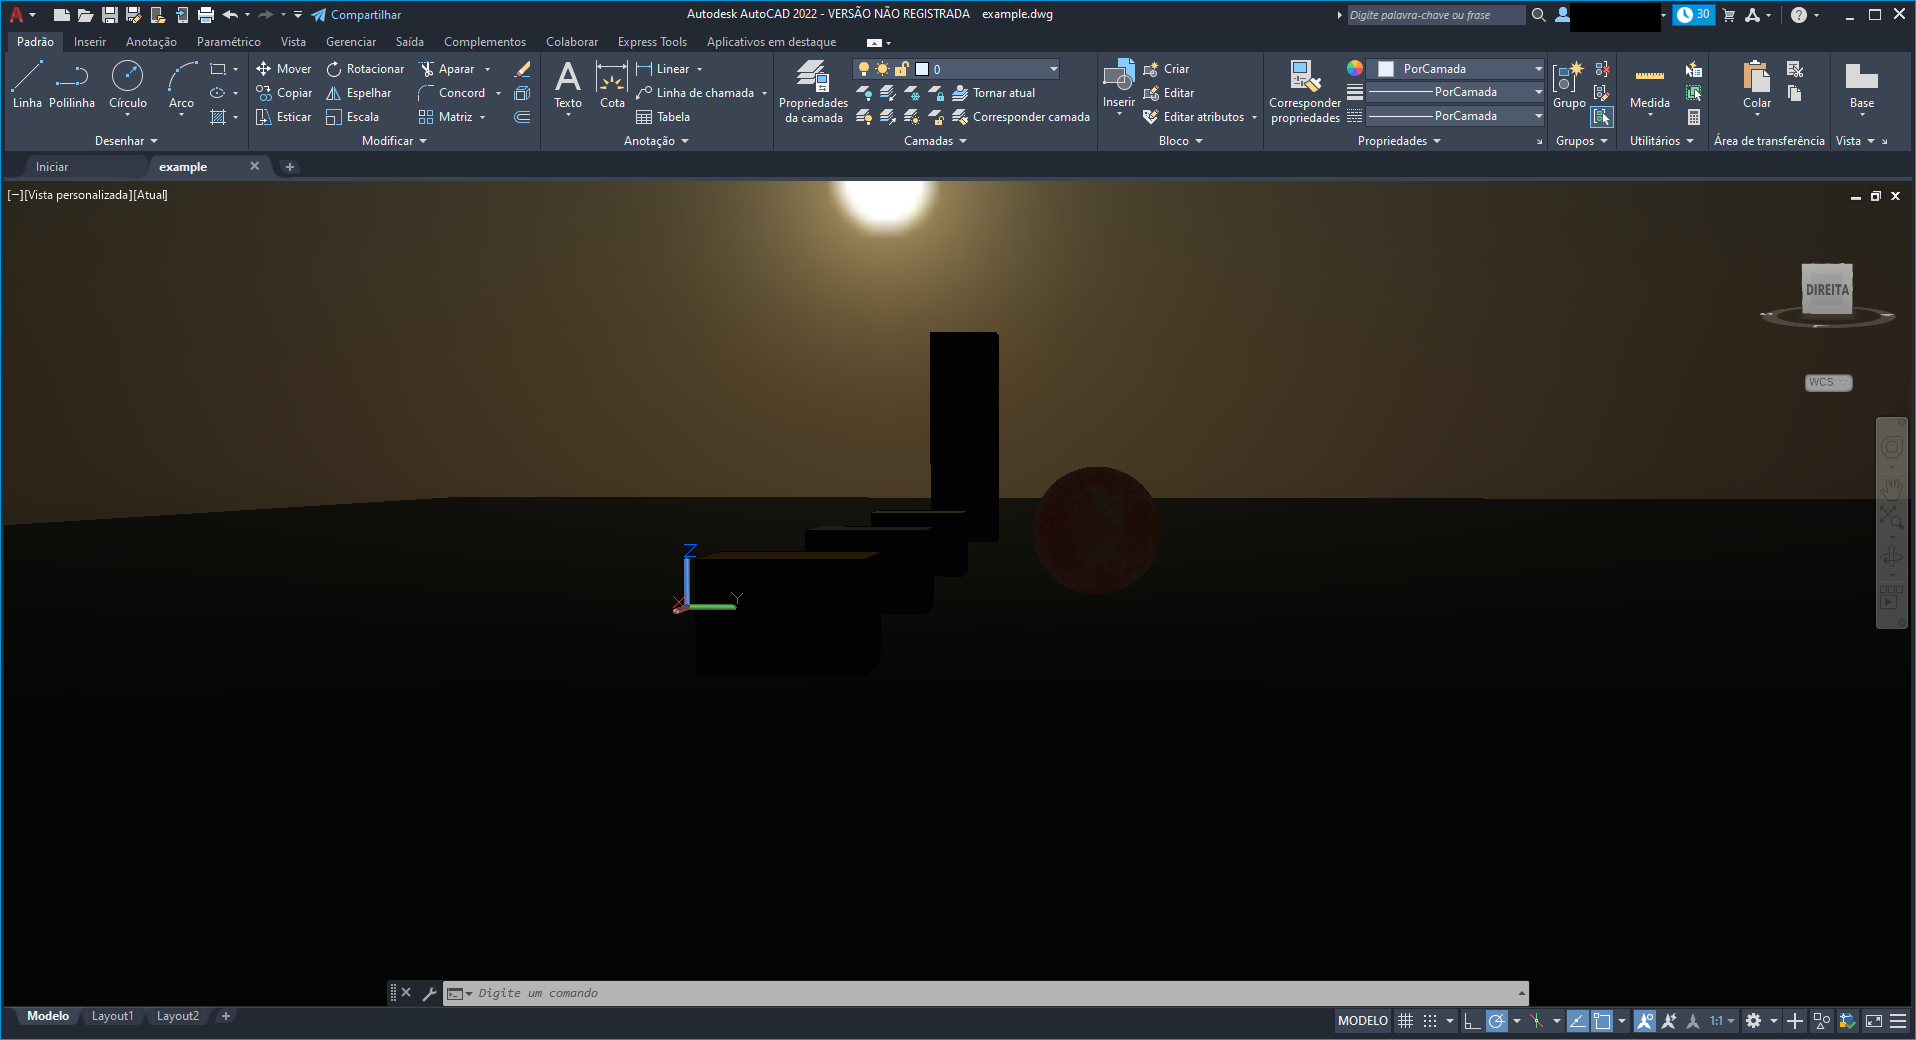 Compartilhar
Autodesk AutoCAD 2022 - VERSÃO NÃO REGISTRADA example.dwg
Digite palavra-chave ou frase
30
Padrão Inserir Anotação Paramétrico Vista Gerenciar Saída Complementos Colaborar Express Tools Aplicativos em destaque
Linha
Polilinha
Círculo
Arco
Desenhar
Mover
Rotacionar
Aparar
Copiar
Espelhar
Concord
Esticar
Escala
Matriz
Modificar
Texto
Cota
Linear
Linha de chamada
Tabela
Anotação
Propriedades
da camada
0
Tornar atual
Corresponder camada
Camadas
Inserir
Criar
Editar
Editar atributos
Bloco
Corresponder
propriedades
PorCamada
PorCamada
PorCamada
Propriedades
Grupo
Grupos
Medida
Utilitários
Colar
Área de transferência
Base
Vista
Iniciar
example
[−][Vista personalizada][Atual]
DIREITA
WCS
Z
X
Y
Digite um comando
Modelo Layout1 Layout2
MODELO
1:1